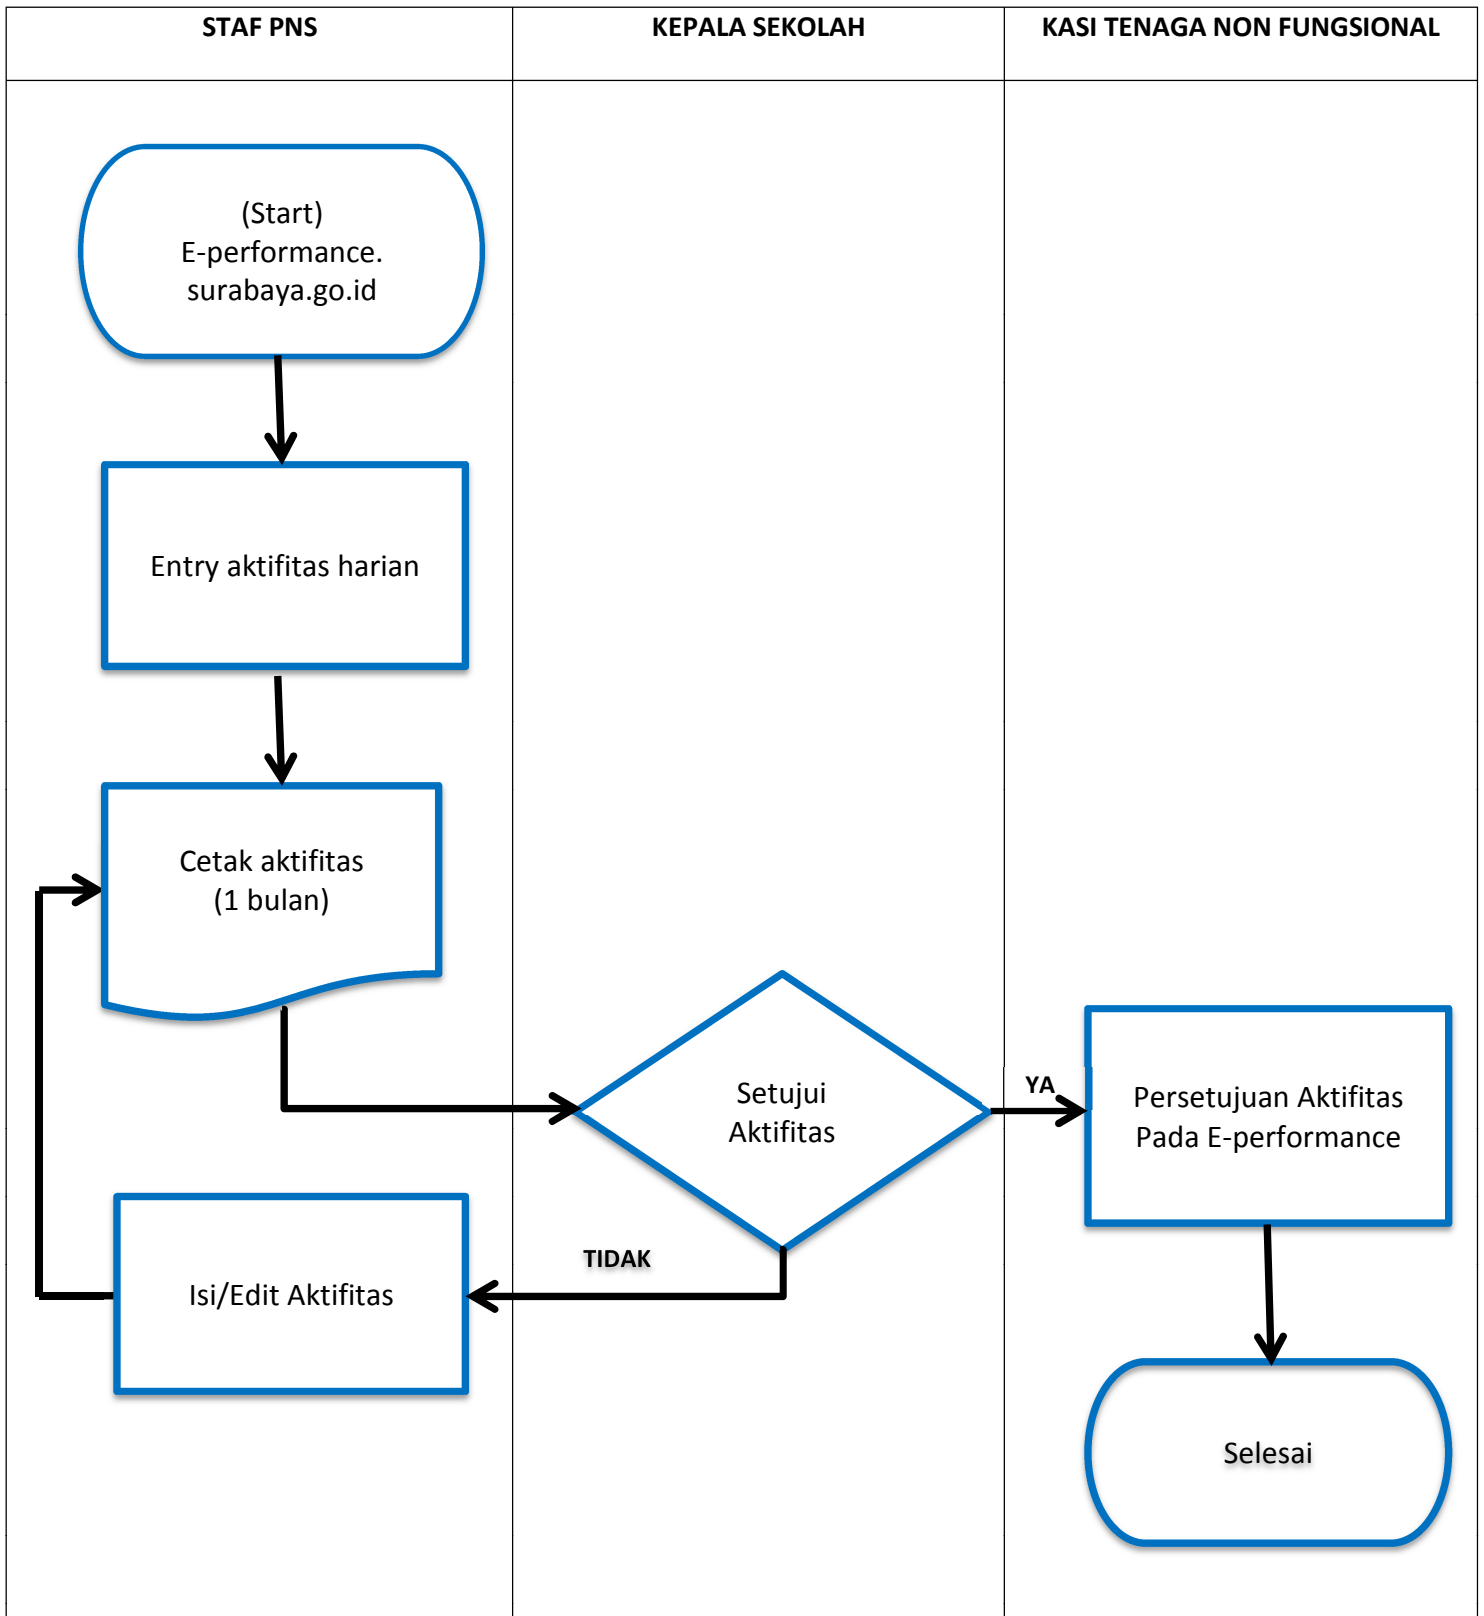 STAF PNS
KEPALA SEKOLAH
KASI TENAGA NON FUNGSIONAL
(Start)
E-performance.
surabaya.go.id
Entry aktifitas harian
Cetak aktifitas
(1 bulan)
Setujui
Aktifitas
YA
Persetujuan Aktifitas
Pada E-performance
TIDAK
Isi/Edit Aktifitas
Selesai